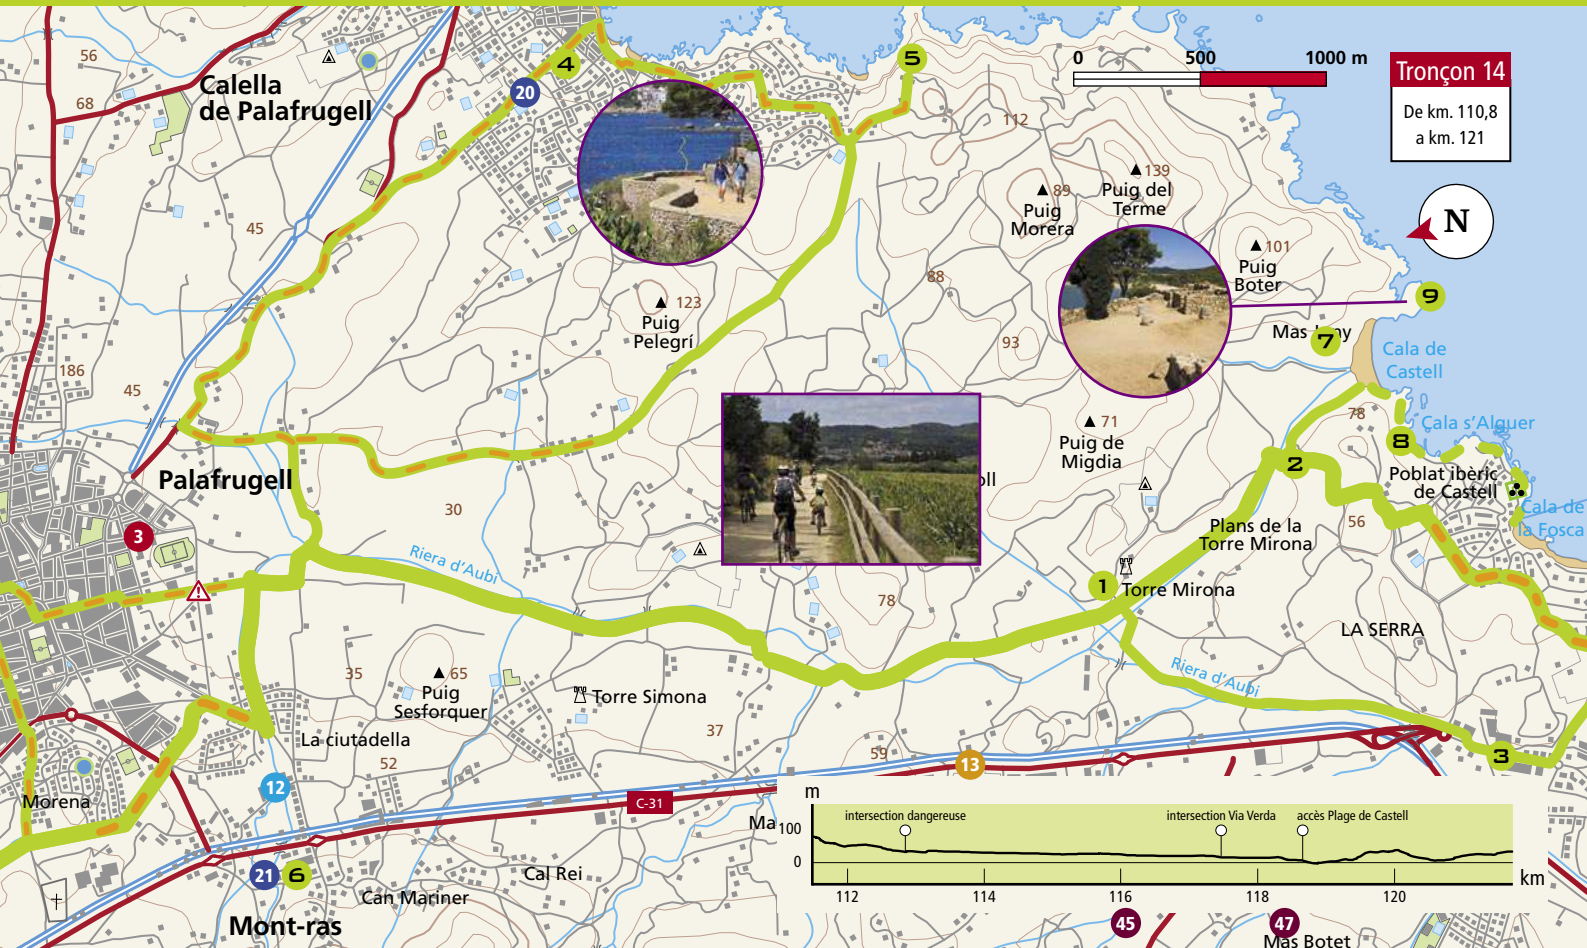 56
68
Calella
de Palafrugell
4
20
5
0 500 1000 m
Tronçon 14
De km. 110,8
a km. 121
N
112
139
Puig del
Terme
89
Puig
Morera
45
88
101
Puig
Boter
9
123
Puig
Pelegrí
93
Mas
7
Cala de
Castell
186
45
78
71
Puig de
Migdia
8
Cala s'Alguer
2
Poblat ibèric
de Castell
Palafrugell
30
56
Plans de la
Torre Mirona
Cala de
la Fosca
3
Riera d'Aubi
1
Torre Mirona
78
LA SERRA
35
65
Puig
Sesforquer
Torre Simona
Riera d'Aubi
37
La ciutadella
52
59
13
3
12
Morena
C-31
m
100
0
intersection dangereuse
intersection Via Verda
accès Plage de Castell
112 114 116 118 120
km
21
6
Cal Rei
Can Mariner
Mont-ras
45
47
Mas Botet